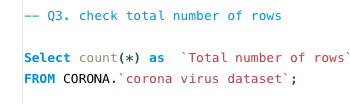 -- Q3. check total number of rows
Select count(*) as  `Total number of rows`
FROM CORONA.`corona virus dataset`;